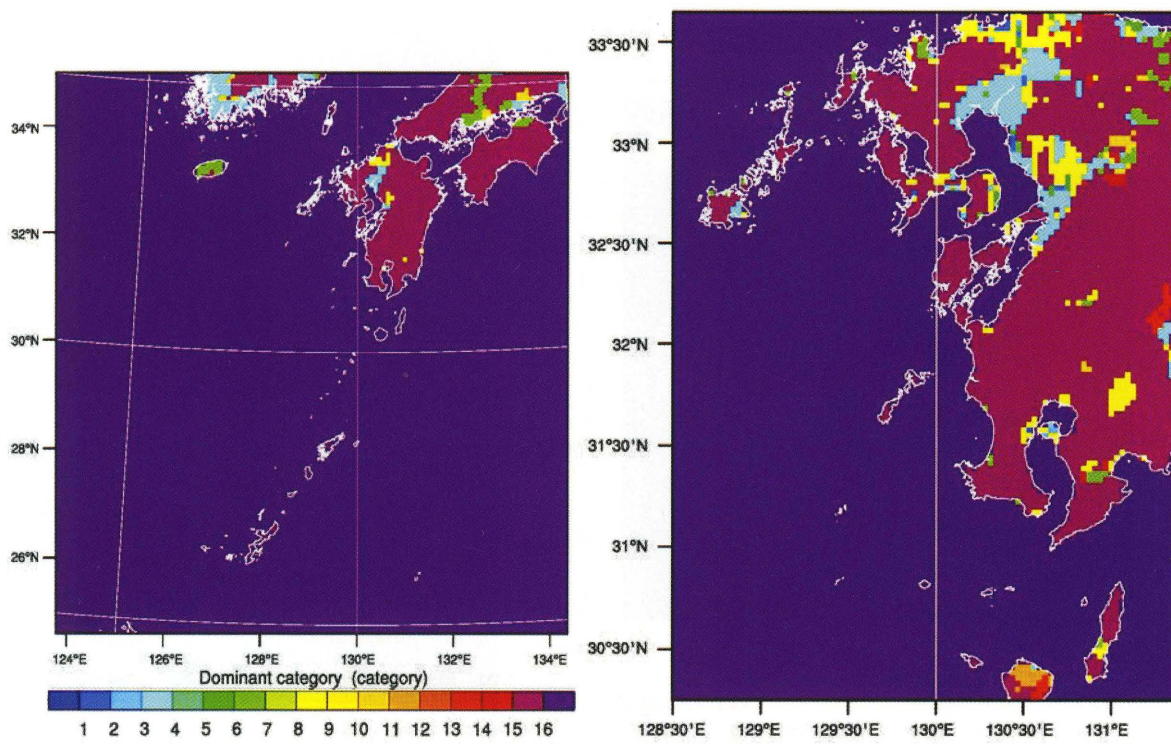 34°N
32°N
30°N
28°N
26°N
124°E 126°E 128°E 130°E 132°E 134°E
Dominant category (category)
1 2 3 4 5 6 7 8 9 10 11 12 13 14 15 16
33°30'N
33°N
32°30'N
32°N
31°30'N
31°N
30°30'N
128°30'E 129°E 129°30'E 130°E 130°30'E 131°E